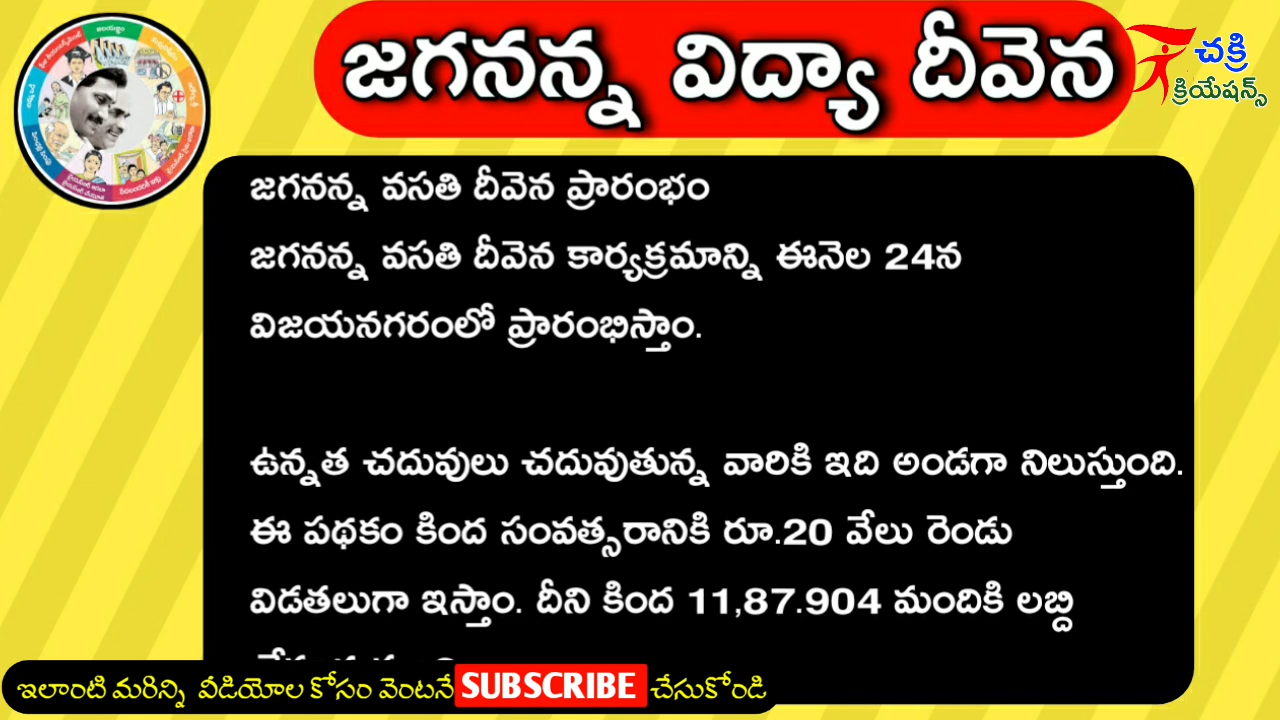 జగనన్న విద్యా దీవెన
చక్రి
క్రియేషన్స్
జగనన్న వసతి దీవెన ప్రారంభం
జగనన్న వసతి దీవెన కార్యక్రమాన్ని ఈనెల 24న
విజయనగరంలో ప్రారంభిస్తాం.
ఉన్నత చదువులు చదువుతున్న వారికి ఇది అండగా నిలుస్తుంది.
ఈ పథకం కింద సంవత్సరానికి రూ.20 వేలు రెండు
విడతలుగా ఇస్తాం. దీని కింద 11,87.904 మందికి లబ్ది
ఇలాంటి మరిన్ని వీడియోల కోసం వెంటనే SUBSCRIBE చేసుకోండి